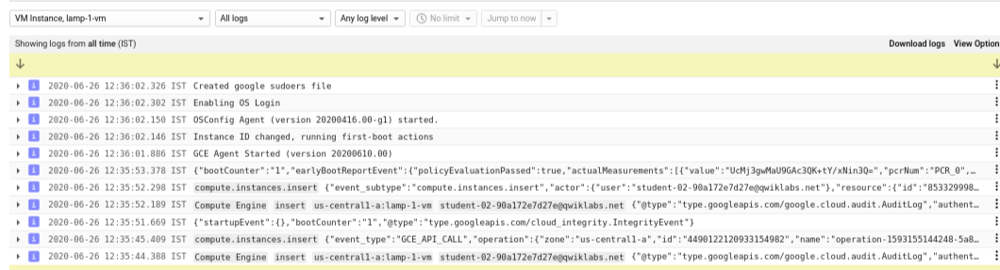 VM Instance, lamp-1-vm All logs Any log level No limit Jump to now
Showing logs from all time (IST) Download logs View Option
2020-06-26 12:36:02.326 IST Created google sudoers file
2020-06-26 12:36:02.302 IST Enabling OS Login
2020-06-26 12:36:02.150 IST OSConfig Agent (version 20200416.00-g1) started.
2020-06-26 12:36:02.146 IST Instance ID changed, running first-boot actions
2020-06-26 12:36:01.886 IST GCE Agent Started (version 20200610.00)
2020-06-26 12:35:53.378 IST {"bootCounter":"1","earlyBootReportEvent":{"policyEvaluationPassed":true,"actualMeasurements":[{"value":"UcMj3gwMaU9GAc3QK+tY/xNin3Q=","pcrNum":"PCR_0",…
2020-06-26 12:35:52.298 IST compute.instances.insert {"event_subtype":"compute.instances.insert","actor":{"user":"student-02-90a172e7d27e@qwiklabs.net"},"resource":{"id":"853329998…
2020-06-26 12:35:52.189 IST Compute Engine insert us-central1-a:lamp-1-vm student-02-90a172e7d27e@qwiklabs.net {"@type":"type.googleapis.com/google.cloud.audit.AuditLog","authent…
2020-06-26 12:35:51.669 IST {"startupEvent":{},"bootCounter":"1","@type":"type.googleapis.com/cloud_integrity.IntegrityEvent"}
2020-06-26 12:35:45.409 IST compute.instances.insert {"event_type":"GCE_API_CALL","operation":{"zone":"us-central1-a","id":"4490122120933154982","name":"operation-1593155144248-5a8…
2020-06-26 12:35:44.388 IST Compute Engine insert us-central1-a:lamp-1-vm student-02-90a172e7d27e@qwiklabs.net {"@type":"type.googleapis.com/google.cloud.audit.AuditLog","authent…